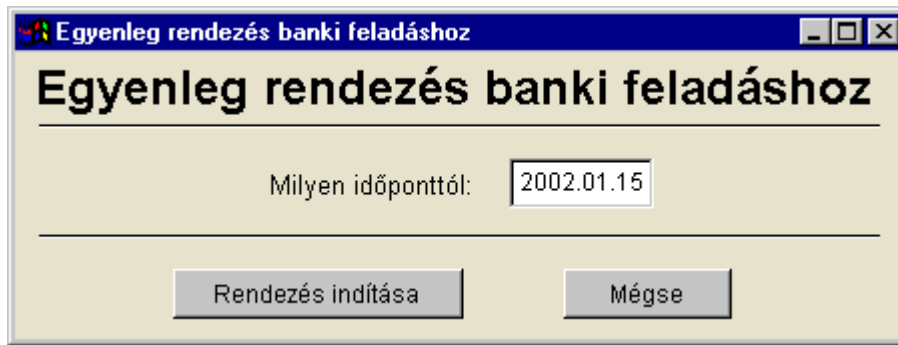 Egyenleg rendezés banki feladáshoz
Egyenleg rendezés banki feladáshoz
Milyen időponttól: 2002.01.15
Rendezés indítása Mégse